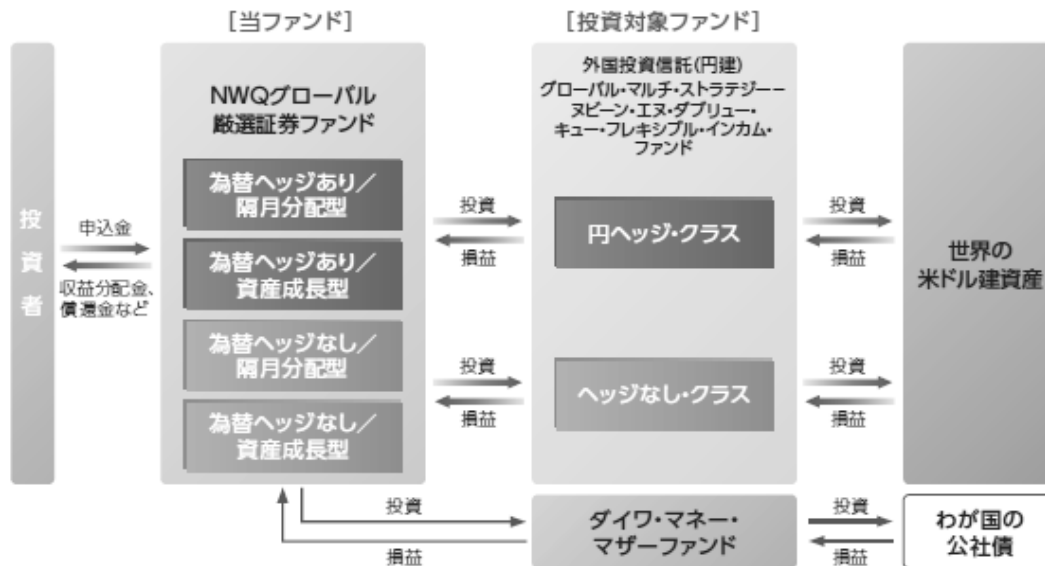 [当ファンド]
[投資対象ファンド]
投資者
申込金
収益分配金、
償還金など
NWQグローバル
厳選証券ファンド
為替ヘッジあり／
隔月分配型
為替ヘッジあり／
資産成長型
為替ヘッジなし／
隔月分配型
為替ヘッジなし／
資産成長型
投資
損益
投資
損益
外国投資信託(円建)
グローバル・マルチ・ストラテジー－
ヌビーン・エヌ・ダブリュー・
キュー・フレキシブル・インカム・
ファンド
円ヘッジ・クラス
ヘッジなし・クラス
投資
損益
投資
損益
世界の
米ドル建資産
投資
損益
ダイワ・マネー・
マザーファンド
投資
損益
わが国の
公社債